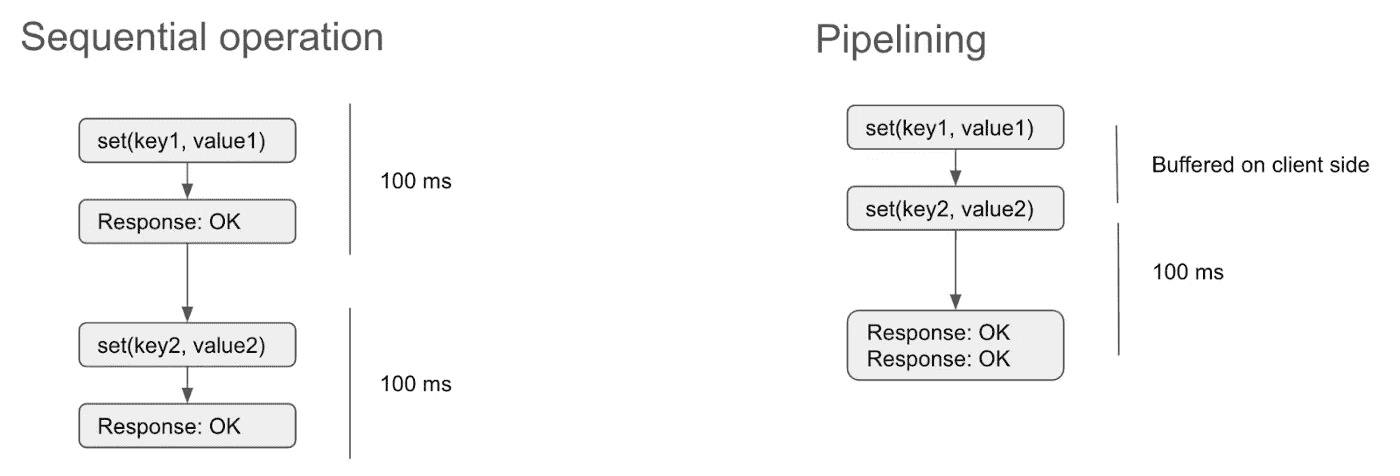 Sequential operation
set(key1, value1)
Response: OK
100 ms
set(key2, value2)
Response: OK
100 ms
Pipelining
set(key1, value1)
set(key2, value2)
Buffered on client side
100 ms
Response: OK
Response: OK